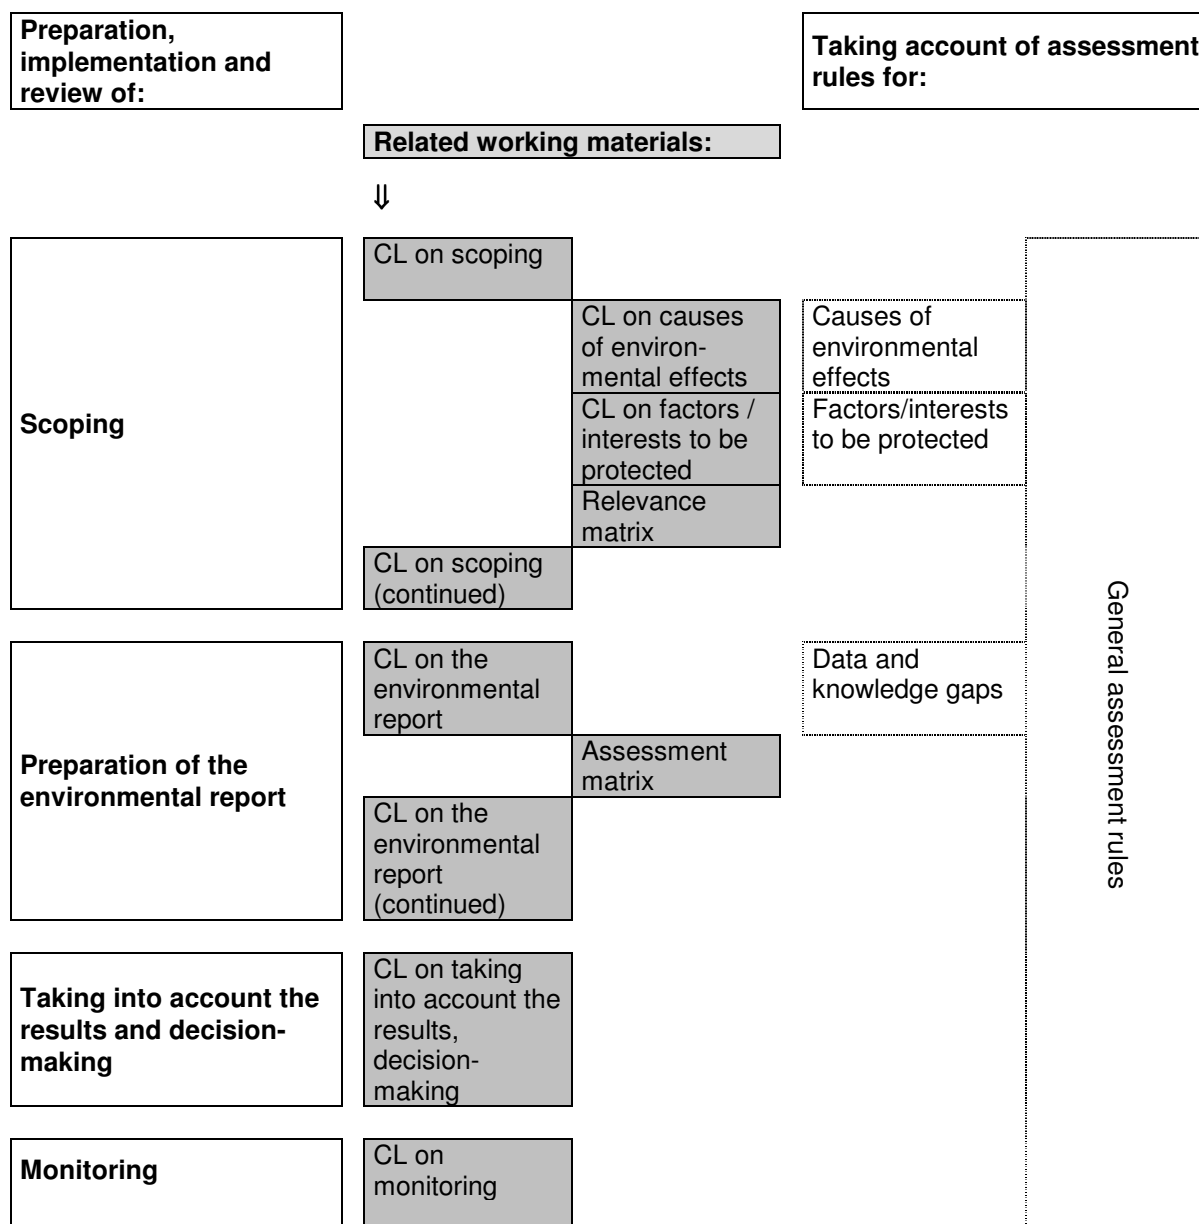 Preparation,
implementation and
review of:
Taking account of assessment
rules for:
Related working materials:
⇓
CL on scoping
Scoping
CL on causes
of environ-
mental effects
Causes of
environmental
effects
CL on factors /
interests to be
protected
Factors/interests
to be protected
Relevance
matrix
CL on scoping
(continued)
General assessment rules
Preparation of the
environmental report
CL on the
environmental
report
Data and
knowledge gaps
Assessment
matrix
CL on the
environmental
report
(continued)
Taking into account the
results and decision-
making
CL on taking
into account the
results,
decision-
making
Monitoring
CL on
monitoring